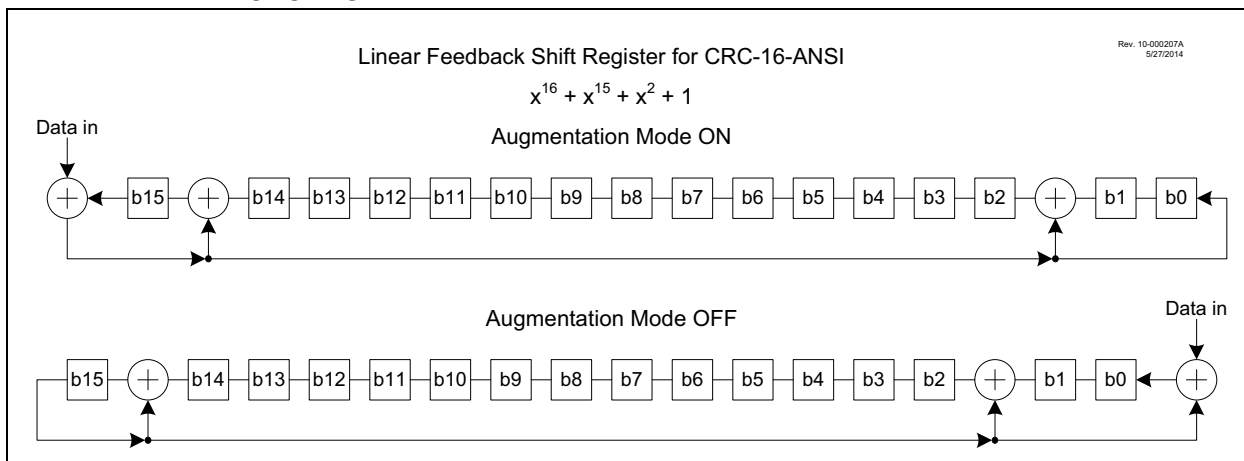 Rev. 10-000207A
5/27/2014
Linear Feedback Shift Register for CRC-16-ANSI
x¹⁶ + x¹⁵ + x² + 1
Augmentation Mode ON
Data in
+ b15 + b14 b13 b12 b11 b10 b9 b8 b7 b6 b5 b4 b3 b2 + b1 b0
Augmentation Mode OFF
Data in
b15 + b14 b13 b12 b11 b10 b9 b8 b7 b6 b5 b4 b3 b2 + b1 b0 +